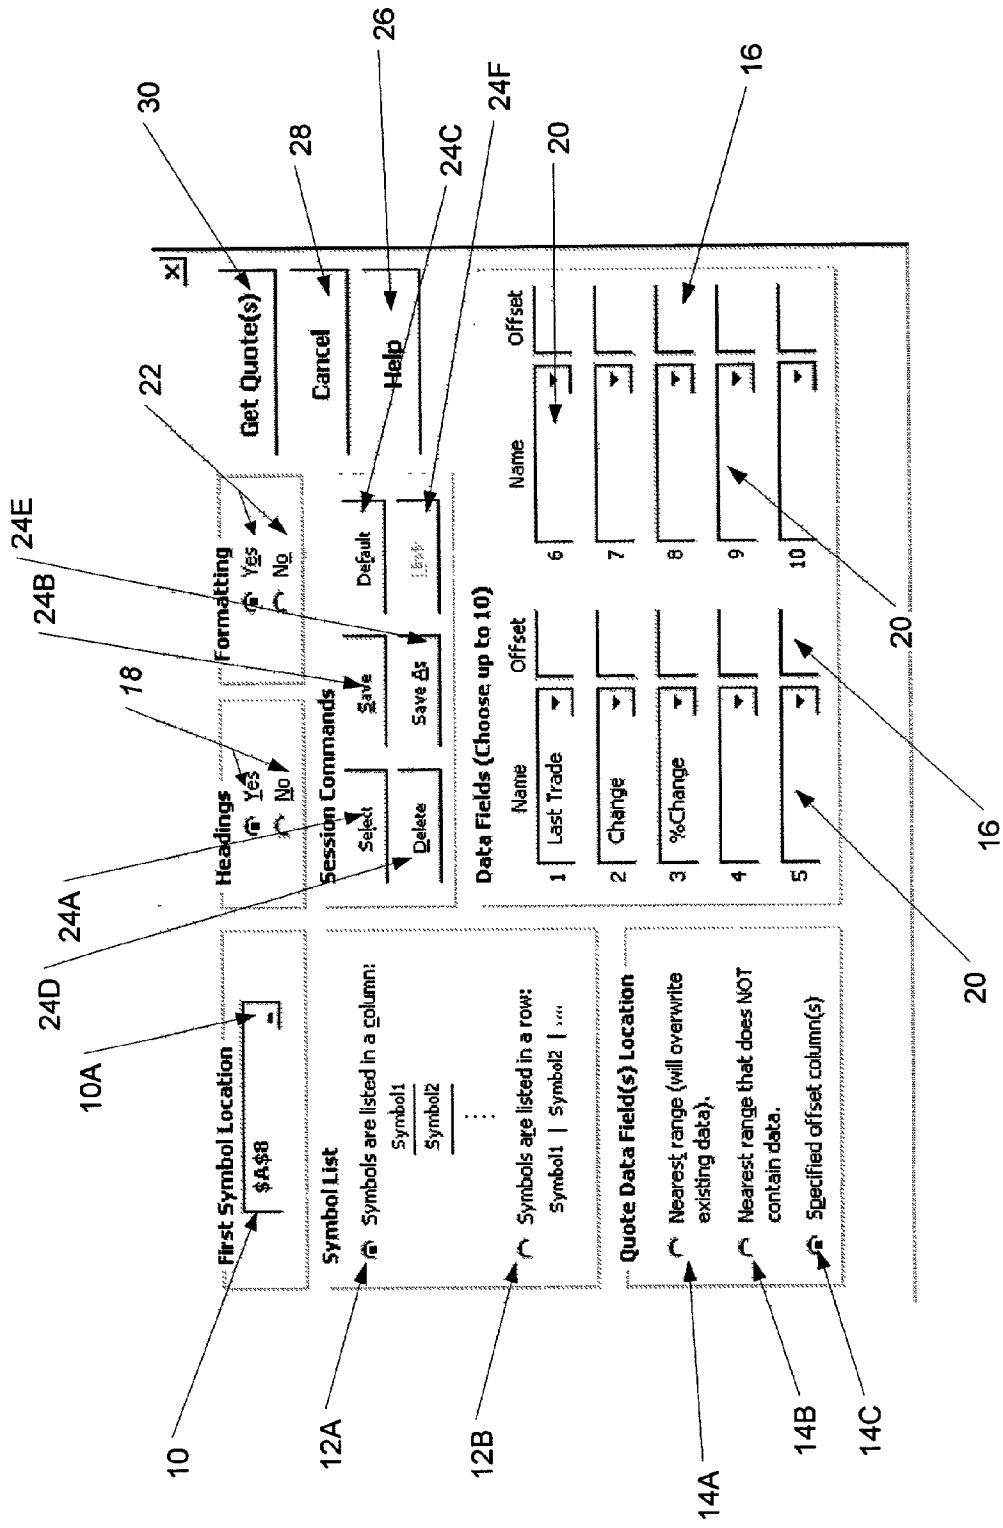 30
28
26
22
24C
24F
24E
24B
18
24A
24D
10A
10
20
16
X
First Symbol Location
$A$8
Headings
Yes
No
Formatting
Yes
No
Get Quote(s)
Cancel
Help
Session Commands
Select
Save
Default
Delete
Save As
Symbol List
Symbols are listed in a column:
Symbol1
Symbol2
Symbols are listed in a row:
Symbol1 | Symbol2 | ....
Quote Data Field(s) Location
Nearest range (will overwrite
existing data).
Nearest range that does NOT
contain data.
Specified offset column(s)
Data Fields (Choose up to 10)
Name Offset Name Offset
1 Last Trade 6
2 Change 7
3 %Change 8
4 9
5 10
12A
12B
14A
14B
14C
20
16
20